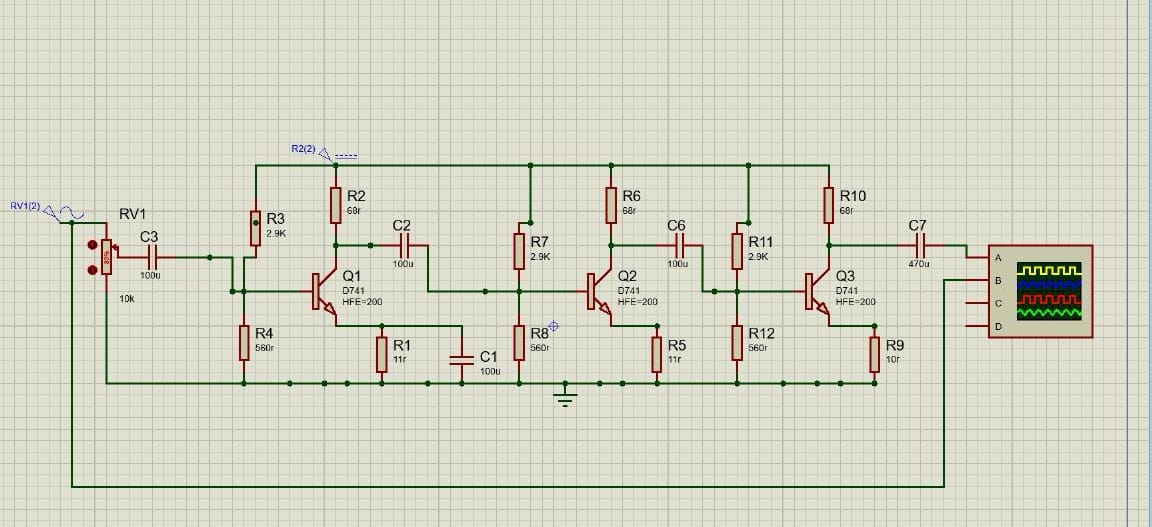 R2(2)
RV1(2)
RV1
80%
10k
C3
100u
R3
2.9K
R4
560r
R2
68r
C2
100u
Q1
D741
HFE=200
R1
11r
C1
100u
R7
2.9K
R8
560r
R6
68r
C6
100u
Q2
D741
HFE=200
R5
11r
R11
2.9K
R12
560r
R10
68r
C7
470u
Q3
D741
HFE=200
R9
10r
A
B
C
D